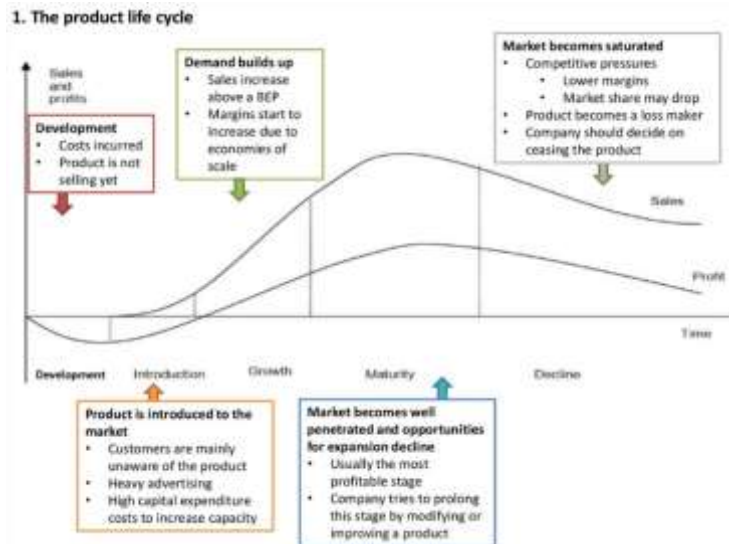 1. The product life cycle
Sales
and
profits
Development
• Costs incurred
• Product is not
selling yet
Demand builds up
• Sales increase
above a BEP
• Margins start to
increase due to
economies of
scale
Market becomes saturated
• Competitive pressures
• Lower margins
• Market share may drop
• Product becomes a loss maker
• Company should decide on
ceasing the product
Sales
Profit
Time
Development
Introduction
Growth
Maturity
Decline
Product is introduced to the
market
• Customers are mainly
unaware of the product
• Heavy advertising
• High capital expenditure
costs to increase capacity
Market becomes well
penetrated and opportunities
for expansion decline
• Usually the most
profitable stage
• Company tries to prolong
this stage by modifying or
improving a product